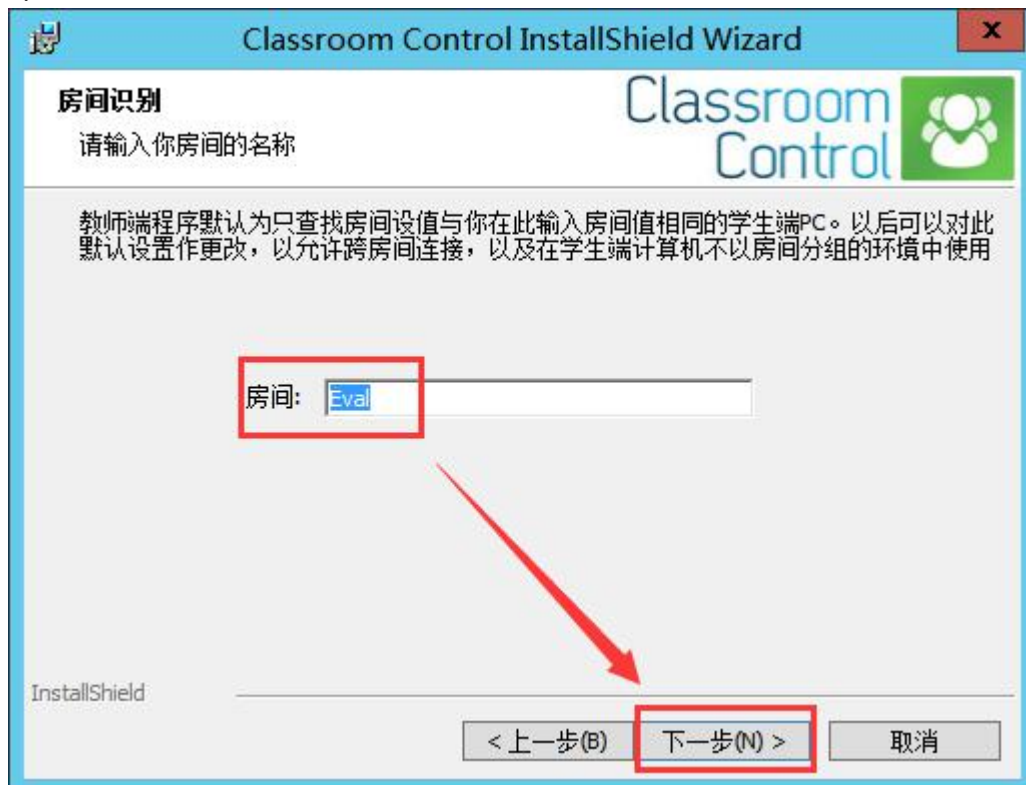 Classroom Control InstallShield Wizard
x
房间识别
请输入你房间的名称
Classroom
Control
教师端程序默认为只查找房间设值与你在此输入房间值相同的学生端PC。以后可以对此
默认设置作更改，以允许跨房间连接，以及在学生端计算机不以房间分组的环境中使用
房间: Eval
InstallShield
<上一步(B) 下一步(N) > 取消